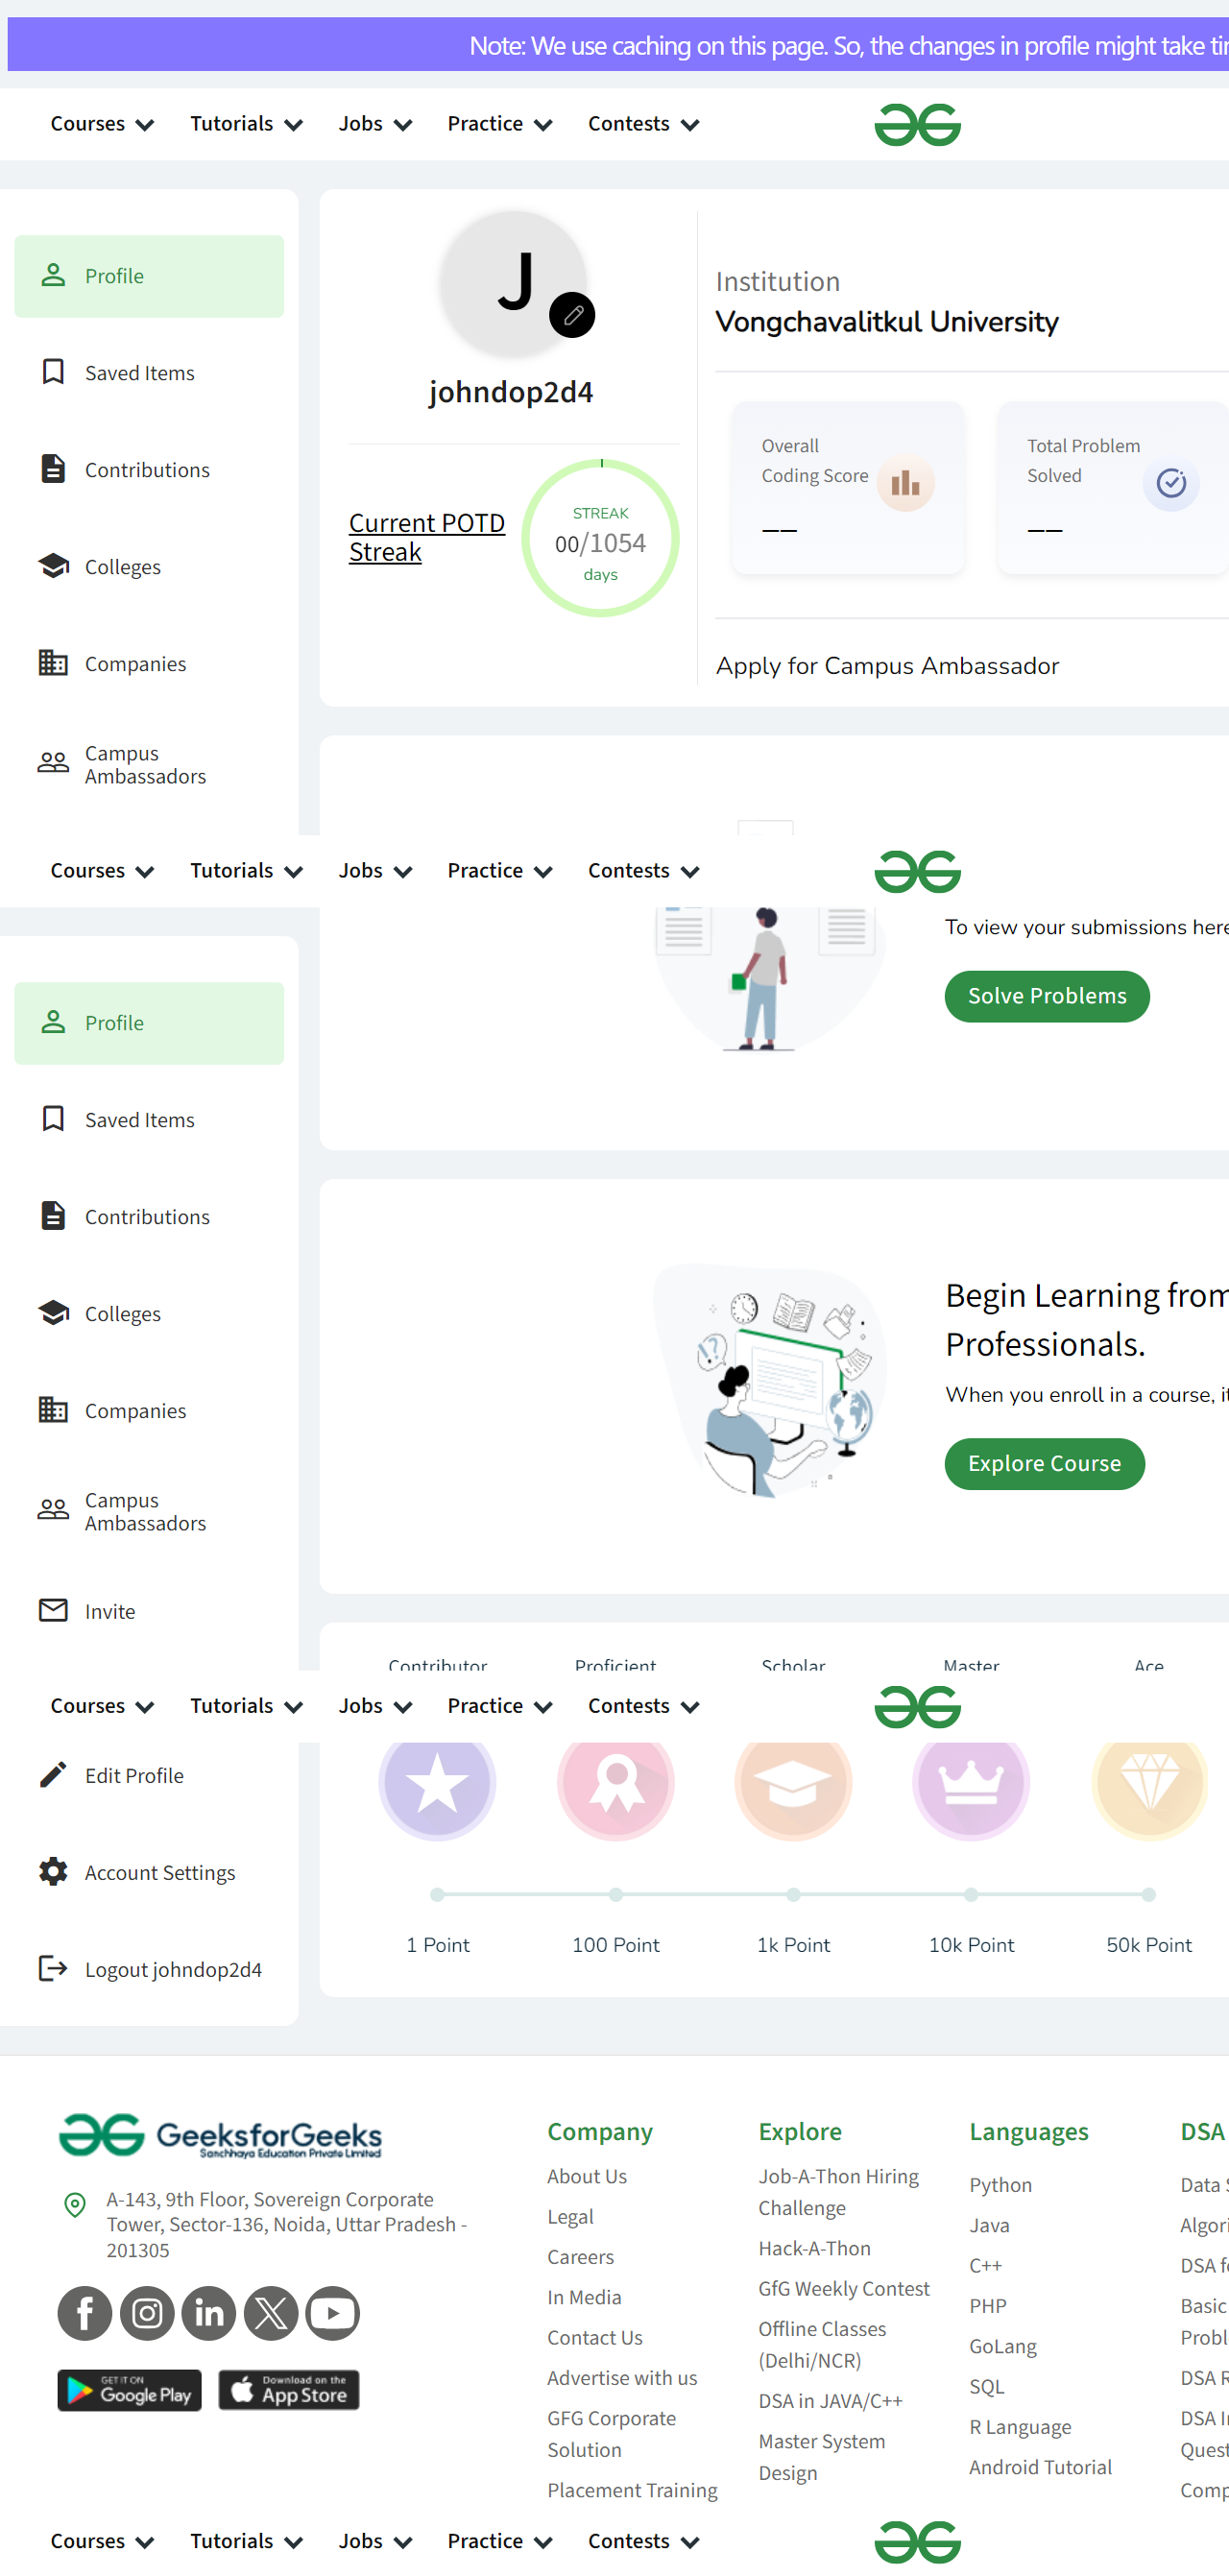 Note: We use caching on this page. So, the changes in profile might take
Courses
Tutorials
Jobs
Practice
Contests
Profile
Saved Items
Contributions
Colleges
Companies
Campus
Ambassadors
J
johndop2d4
Current POTD
Streak
STREAK
00/1054
days
Institution
Vongchavalitkul University
Overall
Coding Score
__
Total Problem
Solved
__
Apply for Campus Ambassador
Courses
Tutorials
Jobs
Practice
Contests
To view your submissions here
Solve Problems
Profile
Saved Items
Contributions
Colleges
Companies
Campus
Ambassadors
Invite
Begin Learning from
Professionals.
When you enroll in a course,
Explore Course
Contributor
Proficient
Scholar
Master
Ace
Courses
Tutorials
Jobs
Practice
Contests
Edit Profile
Account Settings
Logout johndop2d4
1 Point
100 Point
1k Point
10k Point
50k Point
GeeksforGeeks
Sanchhaya Education Private Limited
A-143, 9th Floor, Sovereign Corporate
Tower, Sector-136, Noida, Uttar Pradesh -
201305
GET IT ON
Google Play
Download on the
App Store
Company
About Us
Legal
Careers
In Media
Contact Us
Advertise with us
GFG Corporate
Solution
Placement Training
Explore
Job-A-Thon Hiring
Challenge
Hack-A-Thon
GfG Weekly Contest
Offline Classes
(Delhi/NCR)
DSA in JAVA/C++
Master System
Design
Languages
Python
Java
C++
PHP
GoLang
SQL
R Language
Android Tutorial
DSA
Data
DSA
Basic
DSA
DSA
Courses
Tutorials
Jobs
Practice
Contests